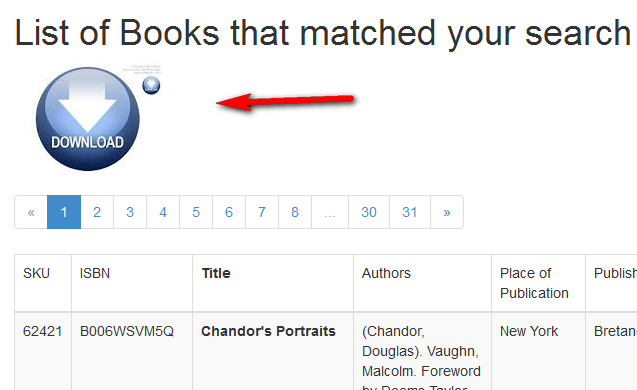 List of Books that matched your search
DOWNLOAD
« 1 2 3 4 5 6 7 8 ... 30 31 »
SKU ISBN Title Authors Place of Publish
Publication
62421 B006WSVM5Q Chandor's Portraits (Chandor, New York Bretan
Douglas). Vaughn,
Malcolm. Foreword
by Deems Taylor